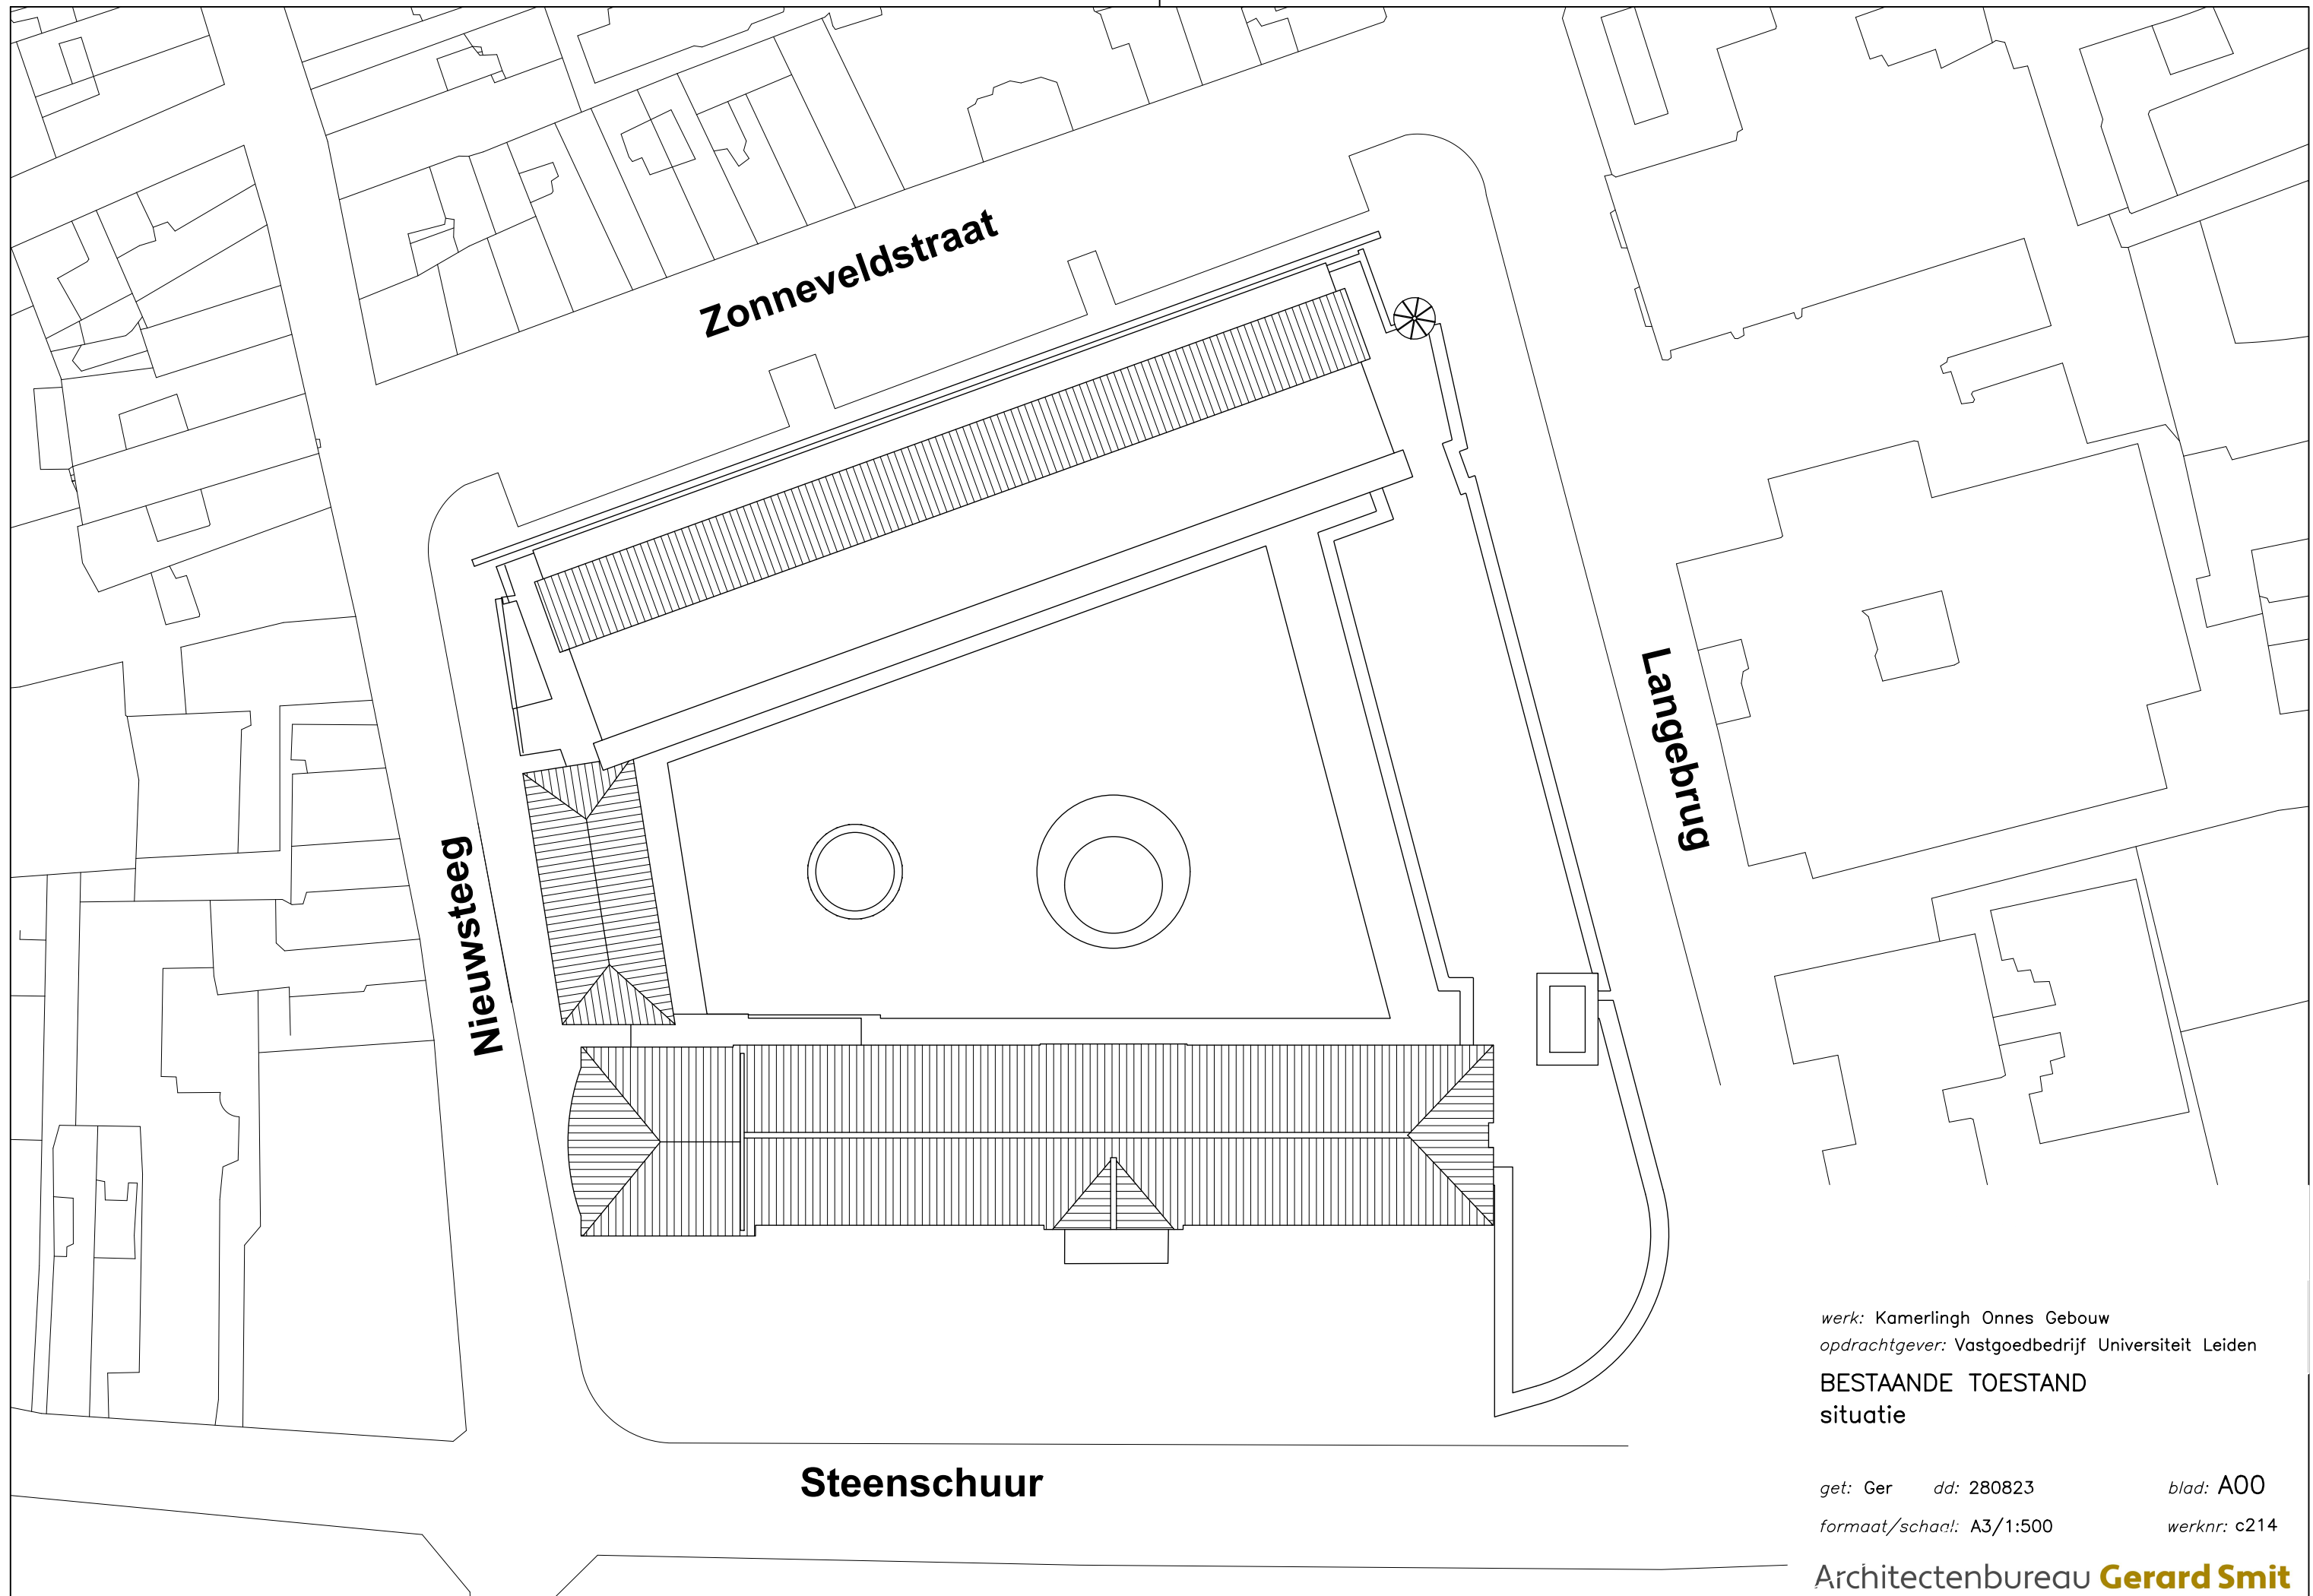 Zonneveldstraat
Langebrug
Nieuwsteeg
Steenschuur
werk: Kamerlingh Onnes Gebouw
opdrachtgever: Vastgoedbedrijf Universiteit Leiden
BESTAANDE TOESTAND
situatie
get: Ger dd: 280823 blad: A00
formaat/schaal: A3/1:500 werknr: c214
Architectenbureau Gerard Smit